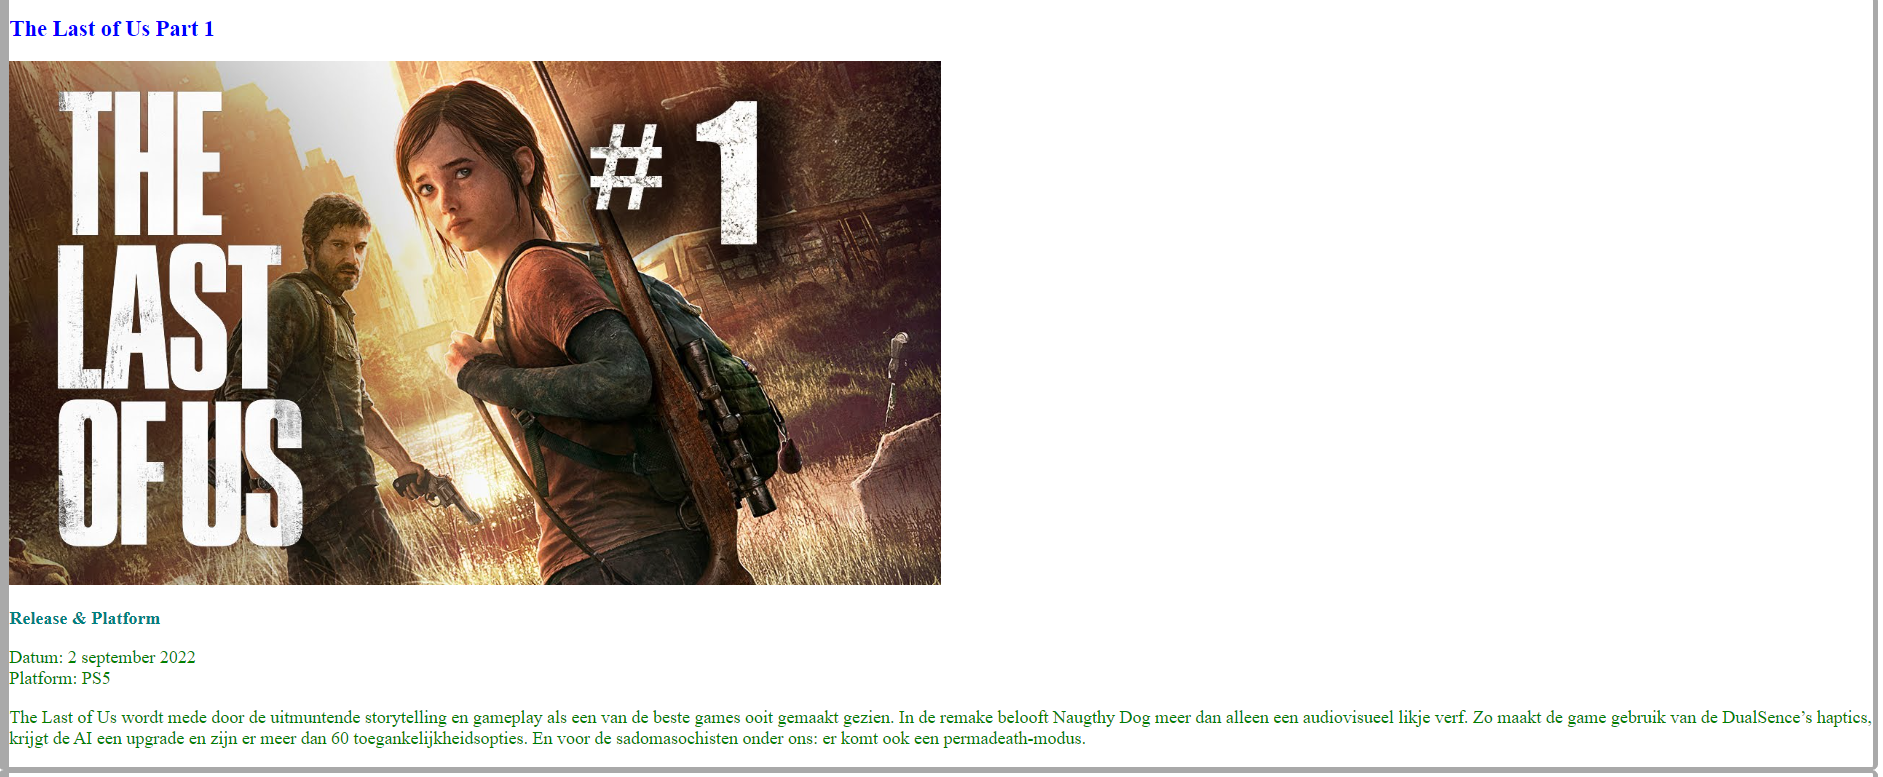 The Last of Us Part 1
THE
LAST
OF US
#1
Release & Platform
Datum: 2 september 2022
Platform: PS5
The Last of Us wordt mede door de uitmuntende storytelling en gameplay als een van de beste games ooit gemaakt gezien. In de remake belooft Naugthy Dog meer dan alleen een audiovisueel likje verf. Zo maakt de game gebruik van de DualSence’s haptics,
krijgt de AI een upgrade en zijn er meer dan 60 toegankelijkheidsopties. En voor de sadomasochisten onder ons: er komt ook een permadeath-modus.